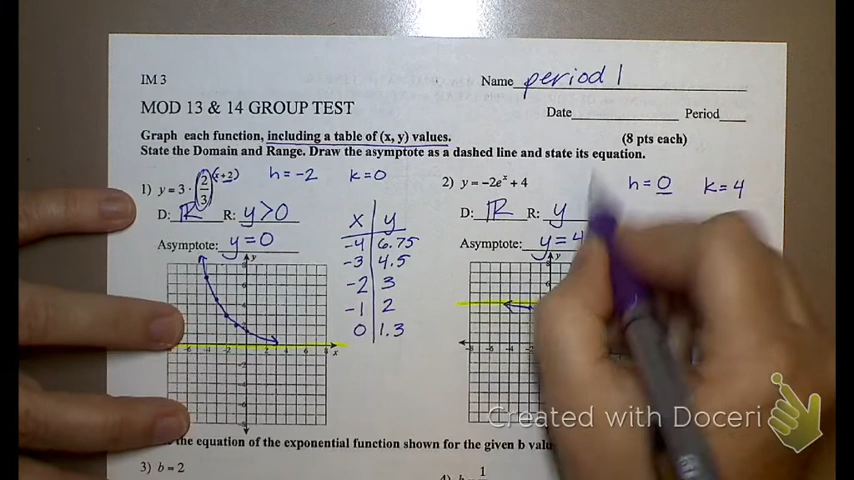 IM 3
Name period 1
MOD 13 & 14 GROUP TEST
Date Period
Graph each function, including a table of (x, y) values.
(8 pts each)
State the Domain and Range. Draw the asymptote as a dashed line and state its equation.
1) y = 3 · (2/3)^(x+2) h = -2 k = 0
D: ℝ R: y > 0
Asymptote: y = 0
x y
-4 6.75
-3 4.5
-2 3
-1 2
0 1.3
2) y = −2e^x + 4 h = 0 k = 4
D: ℝ R: y
Asymptote: y = 4
the equation of the exponential function shown for the given b
3) b = 2
Created with Doceri